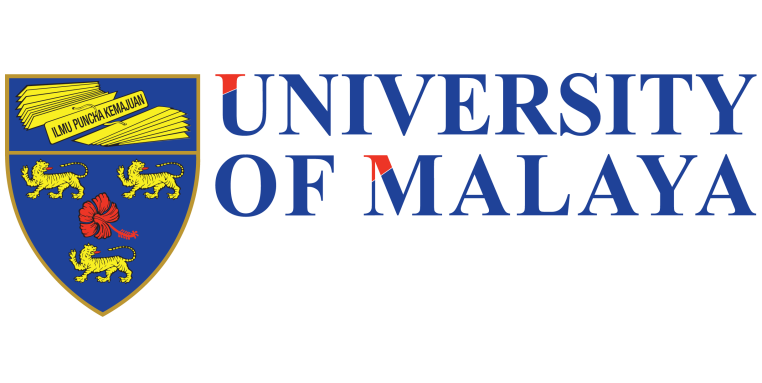 ILMU PUNCHA KEMAJUAN
UNIVERSITY
OF MALAYA